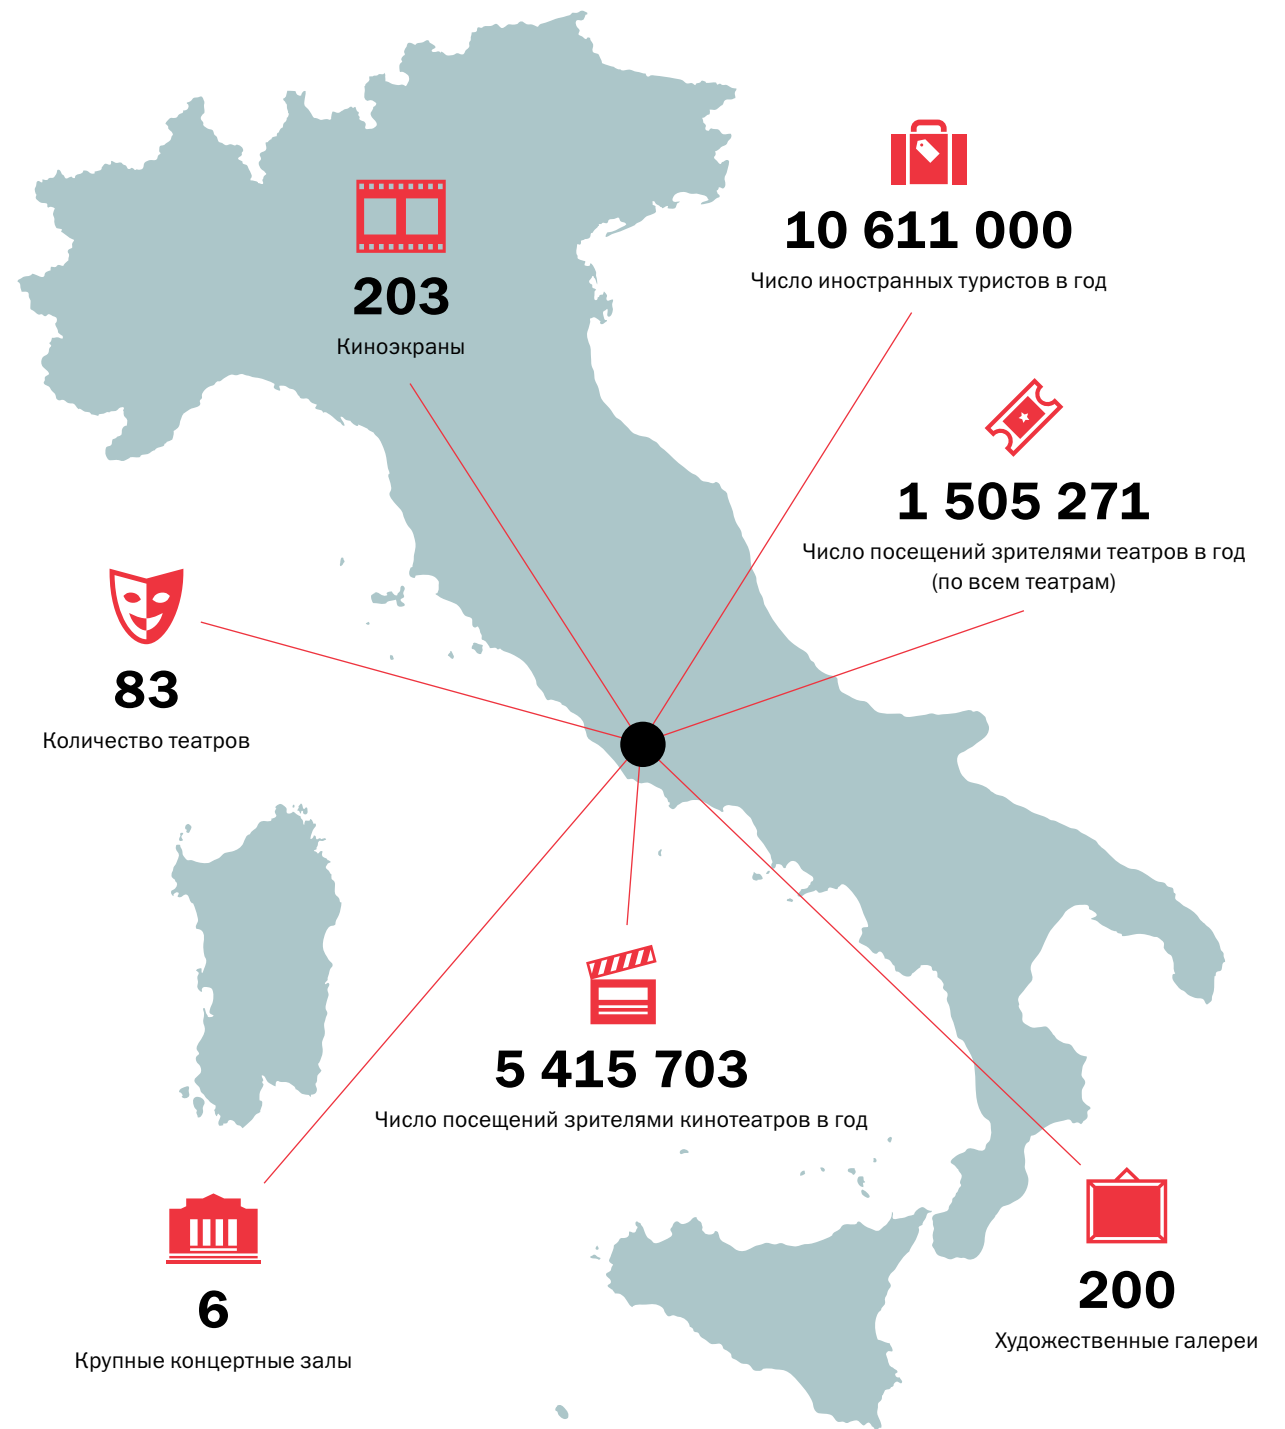 10 611 000
Число иностранных туристов в год
203
Киноэкраны
1 505 271
Число посещений зрителями театров в год
(по всем театрам)
83
Количество театров
5 415 703
Число посещений зрителями кинотеатров в год
6
Крупные концертные залы
200
Художественные галереи